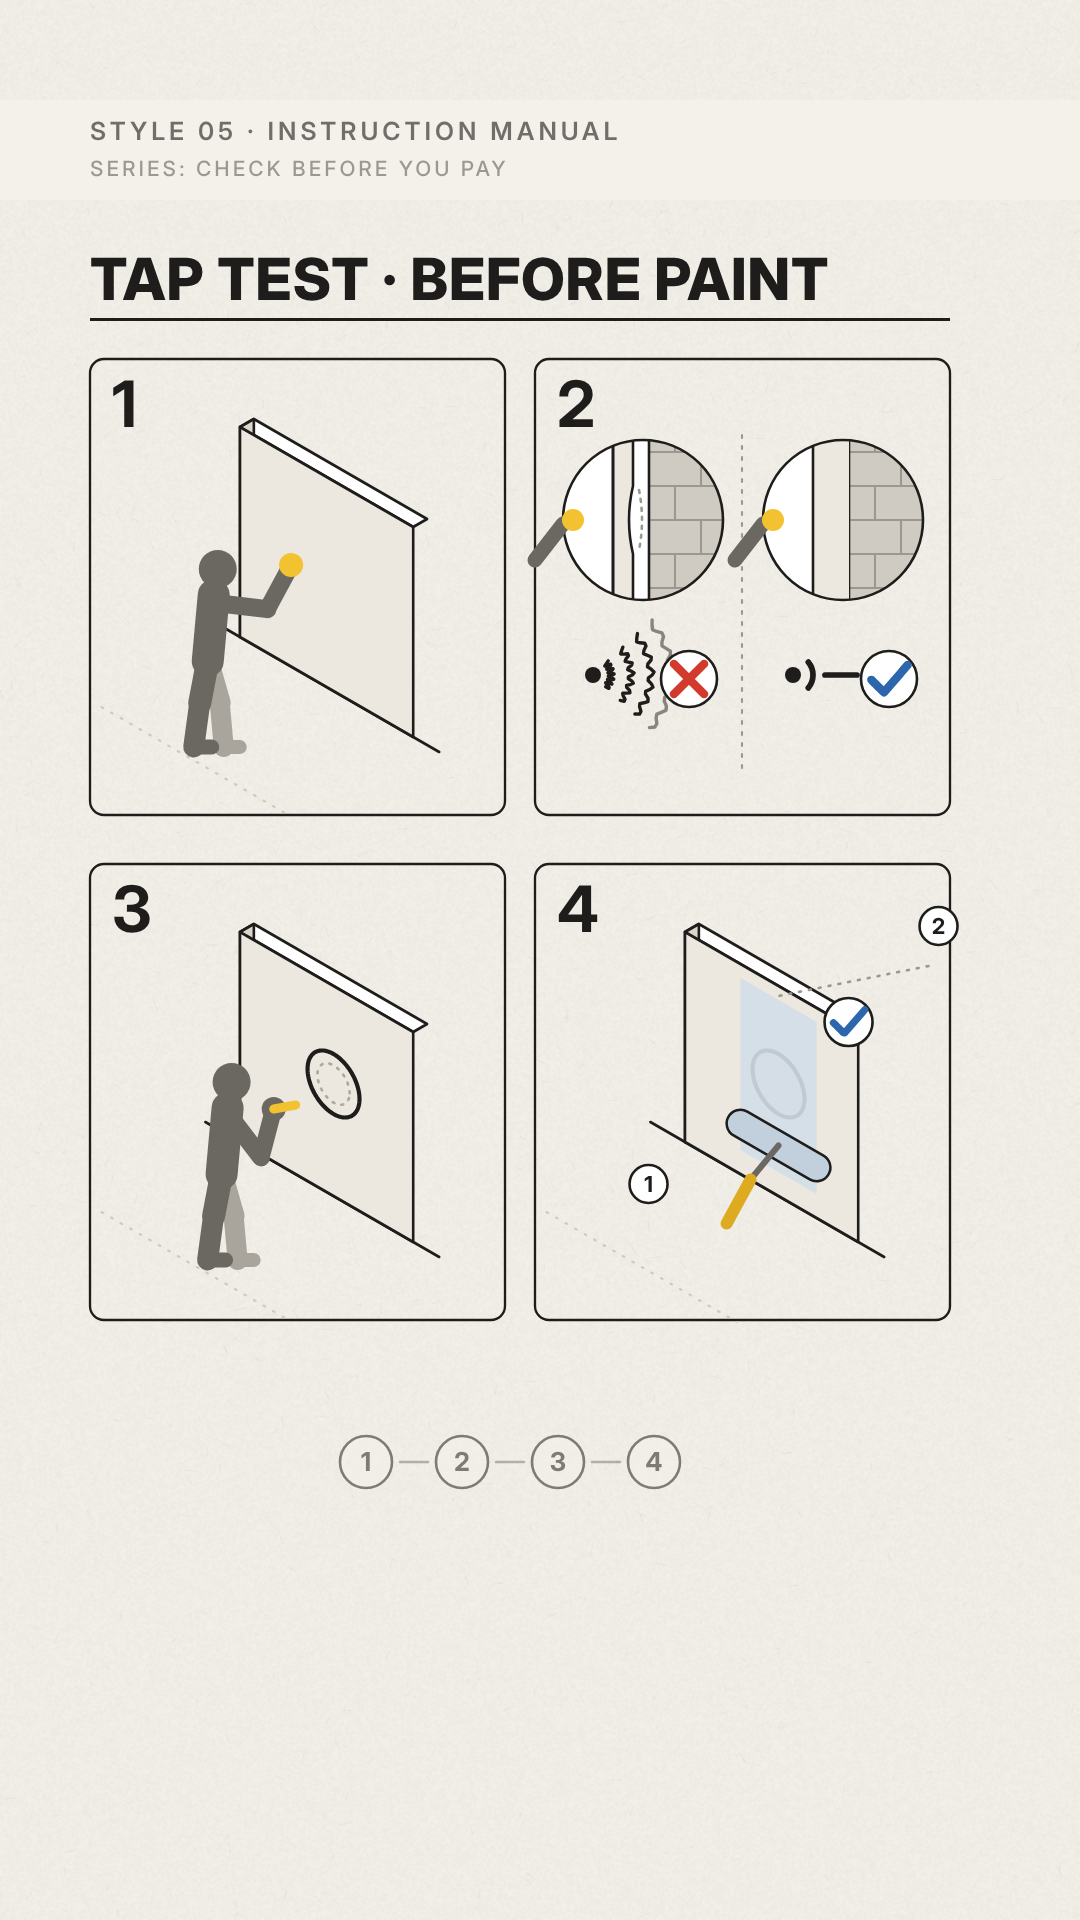 STYLE 05 · INSTRUCTION MANUAL
SERIES: CHECK BEFORE YOU PAY
TAP TEST · BEFORE PAINT
1
2
3
4
2
1
1 2 3 4